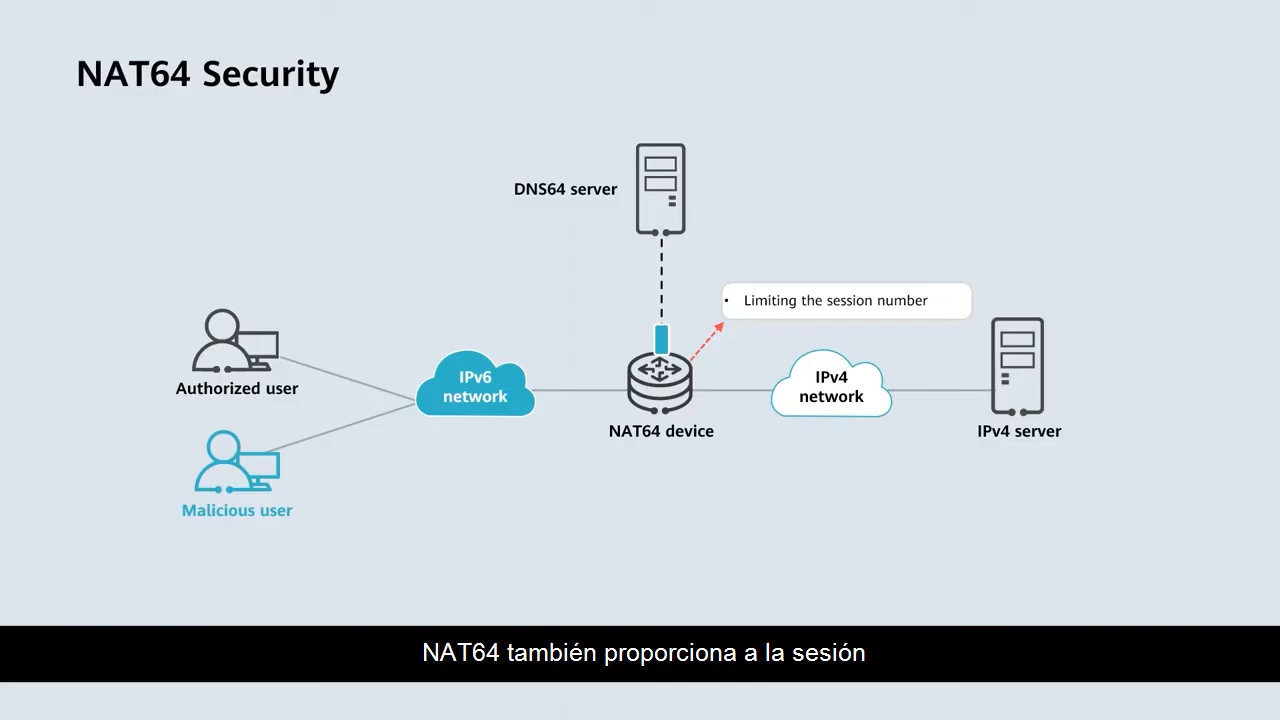 NAT64 Security
DNS64 server
• Limiting the session number
Authorized user
IPv6
network
IPv4
network
NAT64 device
IPv4 server
Malicious user
NAT64 también proporciona a la sesión